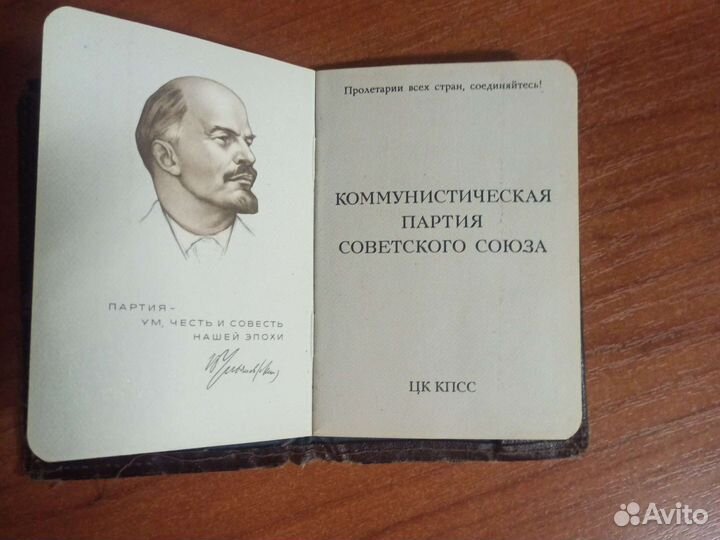 ПАРТИЯ–
УМ, ЧЕСТЬ И СОВЕСТЬ
НАШЕЙ ЭПОХИ
Пролетарии всех стран, соединяйтесь!
КОММУНИСТИЧЕСКАЯ
ПАРТИЯ
СОВЕТСКОГО СОЮЗА
ЦК КПСС
Avito